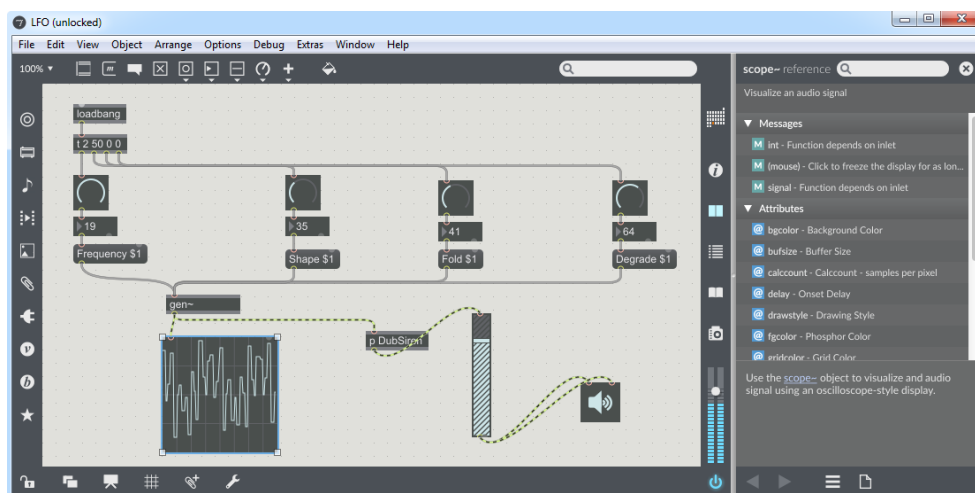 LFO (unlocked)
File Edit View Object Arrange Options Debug Extras Window Help
100%
scope~ reference
Visualize an audio signal
Messages
M int - Function depends on inlet
M (mouse) - Click to freeze the display for as lon...
M signal - Function depends on inlet
Attributes
@ bgcolor - Background Color
@ bufsize - Buffer Size
@ calccount - Calccount - samples per pixel
@ delay - Onset Delay
@ drawstyle - Drawing Style
@ fgcolor - Phosphor Color
@ gridcolor - Grid Color
Use the scope~ object to visualize and audio
signal using an oscilloscope-style display.
loadbang
t 2 50 0 0
19
35
41
64
Frequency $1
Shape $1
Fold $1
Degrade $1
gen~
p DubSiren